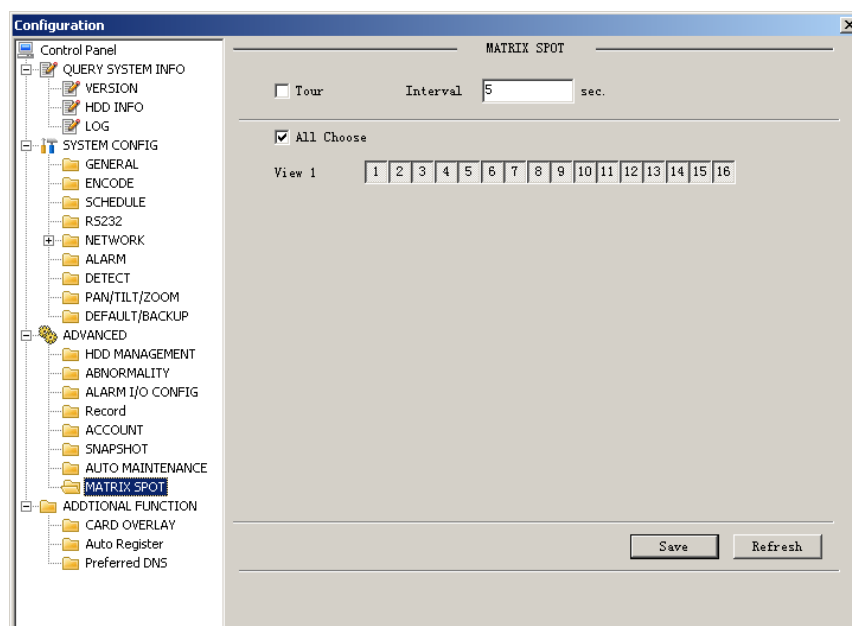 Configuration
Control Panel
QUERY SYSTEM INFO
VERSION
HDD INFO
LOG
SYSTEM CONFIG
GENERAL
ENCODE
SCHEDULE
RS232
NETWORK
ALARM
DETECT
PAN/TILT/ZOOM
DEFAULT/BACKUP
ADVANCED
HDD MANAGEMENT
ABNORMALITY
ALARM I/O CONFIG
Record
ACCOUNT
SNAPSHOT
AUTO MAINTENANCE
MATRIX SPOT
ADDTIONAL FUNCTION
CARD OVERLAY
Auto Register
Preferred DNS
MATRIX SPOT
Tour Interval 5 sec.
All Choose
View 1 1 2 3 4 5 6 7 8 9 10 11 12 13 14 15 16
Save Refresh